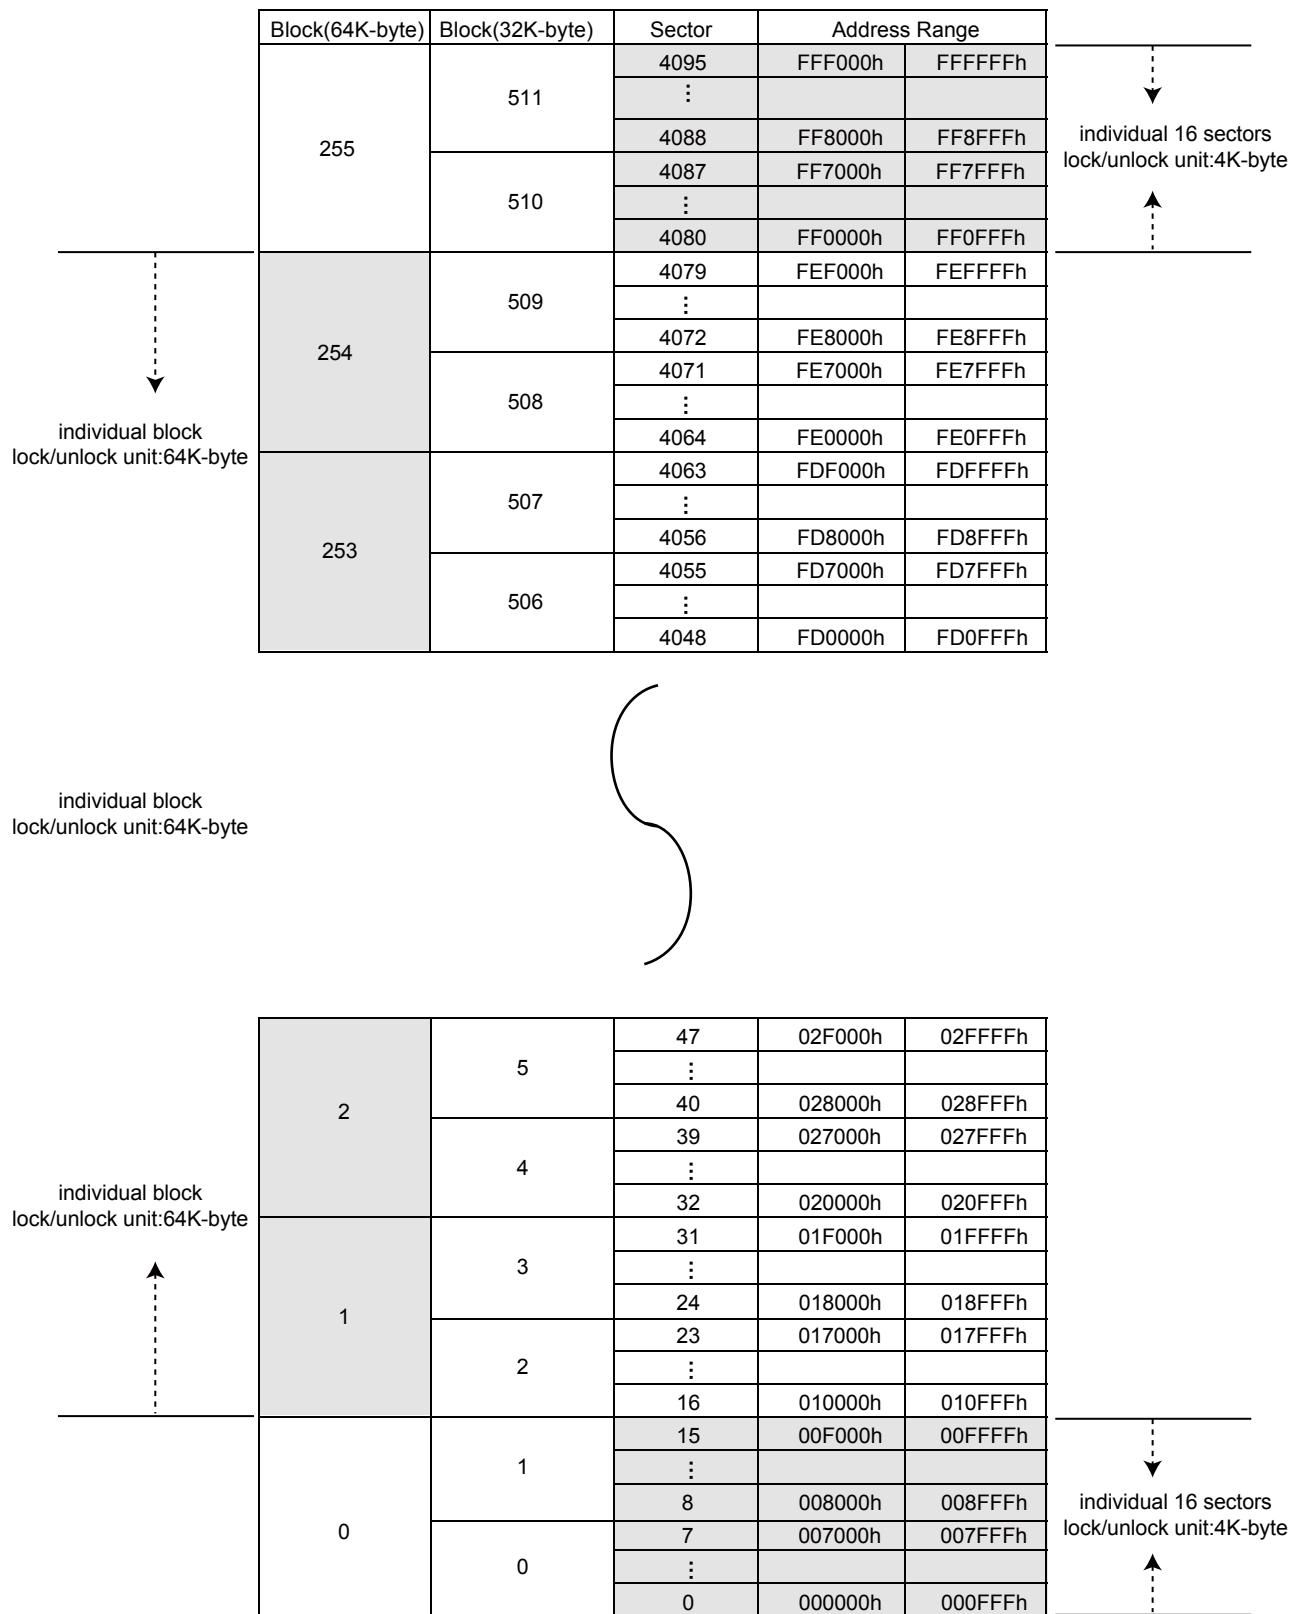 Block(64K-byte) Block(32K-byte) Sector Address Range
4095 FFF000h FFFFFFh
511 ⋮
individual 16 sectors
lock/unlock unit:4K-byte
255 4088 FF8000h FF8FFFh
4087 FF7000h FF7FFFh
510 ⋮
4080 FF0000h FF0FFFh
4079 FEF000h FEFFFFh
509 ⋮
4072 FE8000h FE8FFFh
254
4071 FE7000h FE7FFFh
508 ⋮
individual block
lock/unlock unit:64K-byte
4064 FE0000h FE0FFFh
4063 FDF000h FDFFFFh
507 ⋮
4056 FD8000h FD8FFFh
253
4055 FD7000h FD7FFFh
506 ⋮
4048 FD0000h FD0FFFh
individual block
lock/unlock unit:64K-byte
47 02F000h 02FFFFh
5 ⋮
40 028000h 028FFFh
2
39 027000h 027FFFh
4 ⋮
individual block
lock/unlock unit:64K-byte
32 020000h 020FFFh
31 01F000h 01FFFFh
3 ⋮
24 018000h 018FFFh
1
23 017000h 017FFFh
2 ⋮
16 010000h 010FFFh
15 00F000h 00FFFFh
1 ⋮
8 008000h 008FFFh
individual 16 sectors
lock/unlock unit:4K-byte
0
7 007000h 007FFFh
0 ⋮
0 000000h 000FFFh